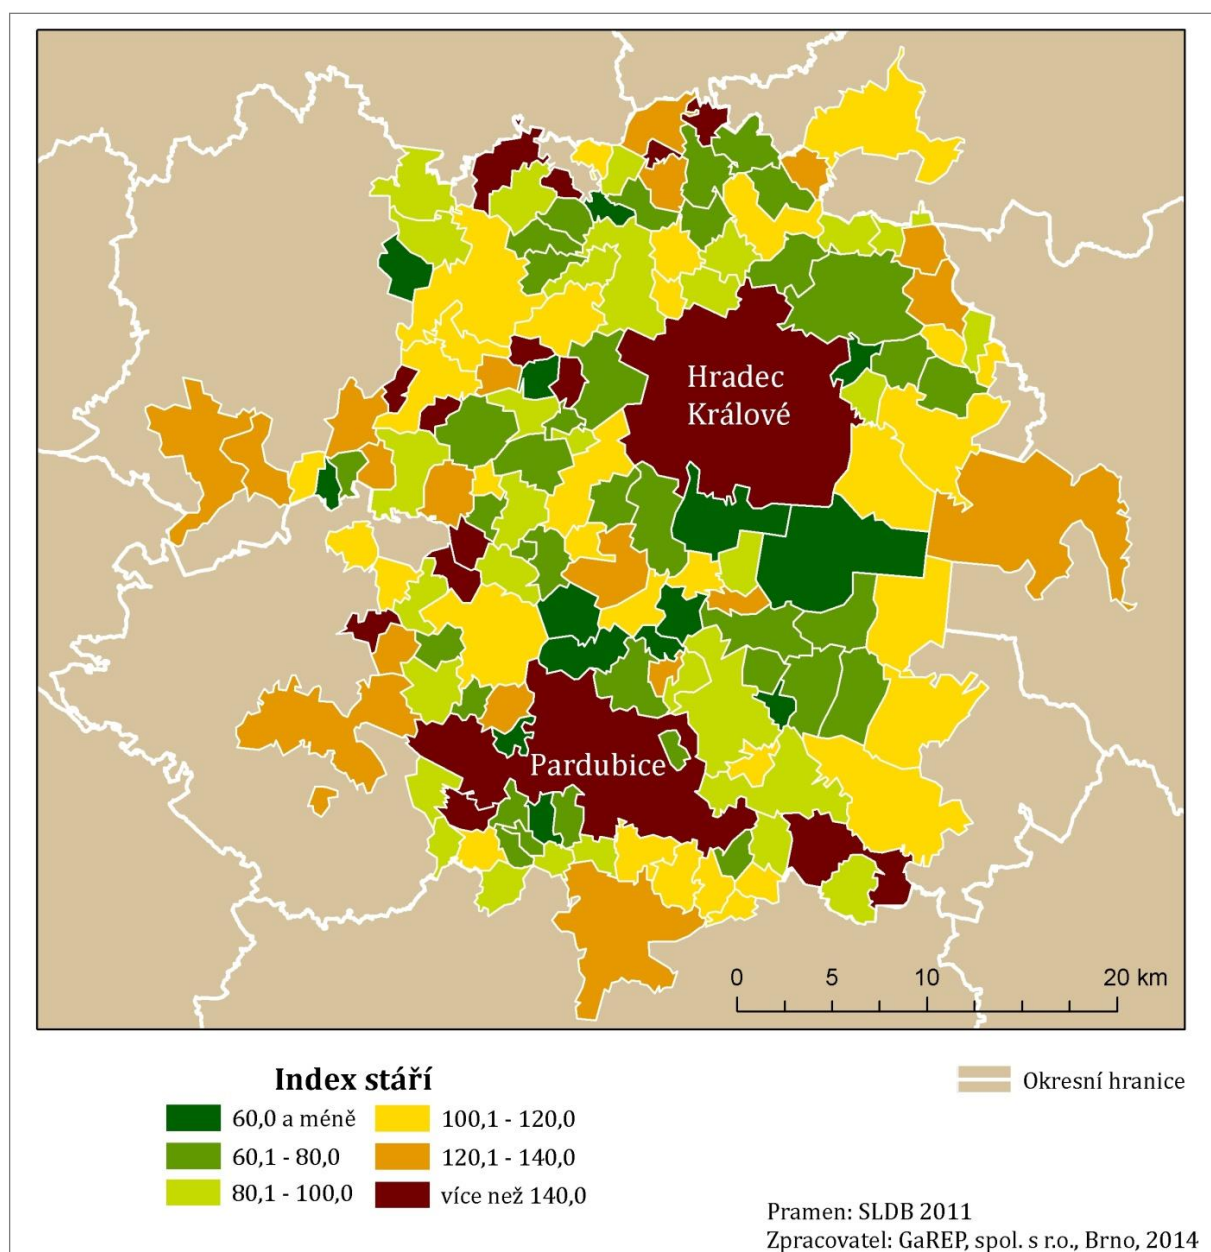 Hradec
Králové
Pardubice
0 5 10 20 km
Index stáří
60,0 a méně
60,1 - 80,0
80,1 - 100,0
100,1 - 120,0
120,1 - 140,0
více než 140,0
Okresní hranice
Pramen: SLDB 2011
Zpracovatel: GaREP, spol. s r.o., Brno, 2014